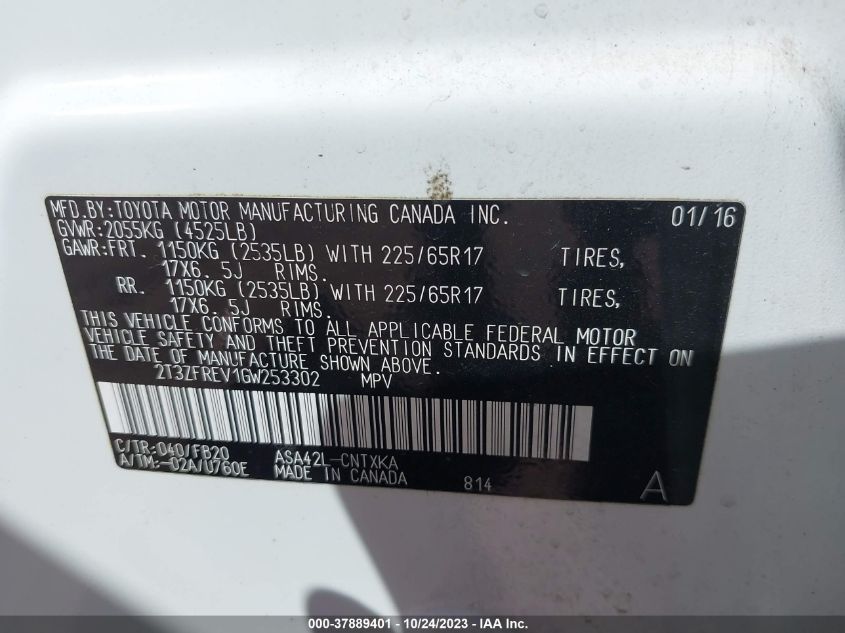 MFD.BY:TOYOTA MOTOR MANUFACTURING CANADA INC. 01/16
GVWR:2055KG (4525LB)
GAWR:FRT. 1150KG (2535LB) WITH 225/65R17 TIRES,
17X6. 5J RIMS.
RR. 1150KG (2535LB) WITH 225/65R17 TIRES,
17X6. 5J RIMS.
THIS VEHICLE CONFORMS TO ALL APPLICABLE FEDERAL MOTOR
VEHICLE SAFETY AND THEFT PREVENTION STANDARDS IN EFFECT ON
THE DATE OF MANUFACTURE SHOWN ABOVE.
2T3ZFREV1GW253302 MPV
C/TR:040/FB20 ASA42L-CNTXKA
A/TM:-02A/U760E MADE IN CANADA 814 A
000-37889401 - 10/24/2023 - IAA Inc.